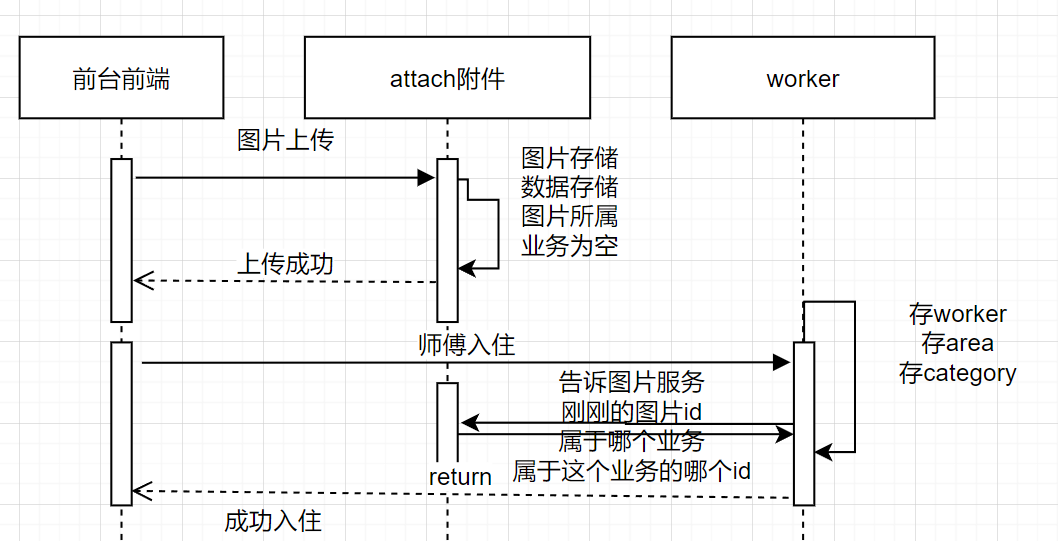 前台前端
attach附件
worker
图片上传
图片存储
数据存储
图片所属
业务为空
上传成功
存worker
存area
存category
师傅入住
告诉图片服务
刚刚的图片id
属于哪个业务
属于这个业务的哪个id
return
成功入住